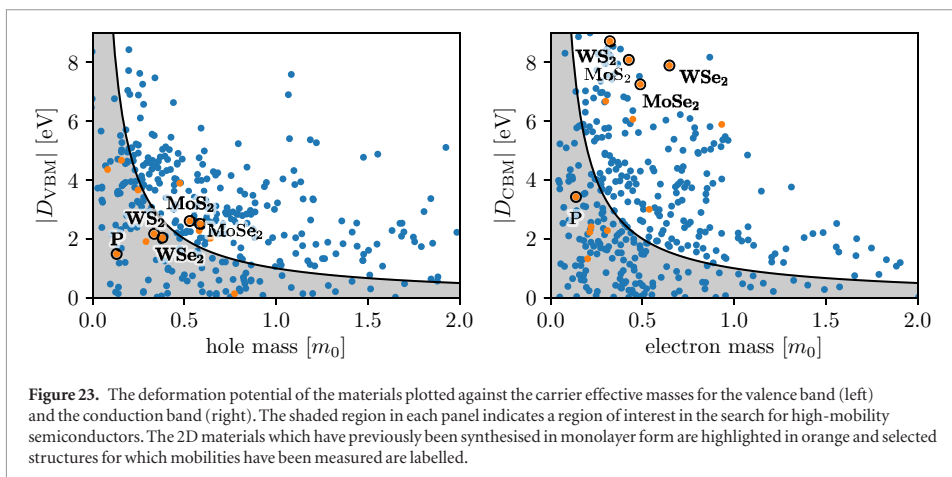 8
6
4
2
0
|D_VBM| [eV]
MoS₂
WS₂
MoSe₂
P
WSe₂
0.0 0.5 1.0 1.5 2.0
hole mass [m₀]
8
6
4
2
0
|D_CBM| [eV]
WS₂
MoS₂
WSe₂
MoSe₂
P
0.0 0.5 1.0 1.5 2.0
electron mass [m₀]
Figure 23. The deformation potential of the materials plotted against the carrier effective masses for the valence band (left)
and the conduction band (right). The shaded region in each panel indicates a region of interest in the search for high-mobility
semiconductors. The 2D materials which have previously been synthesised in monolayer form are highlighted in orange and selected
structures for which mobilities have been measured are labelled.